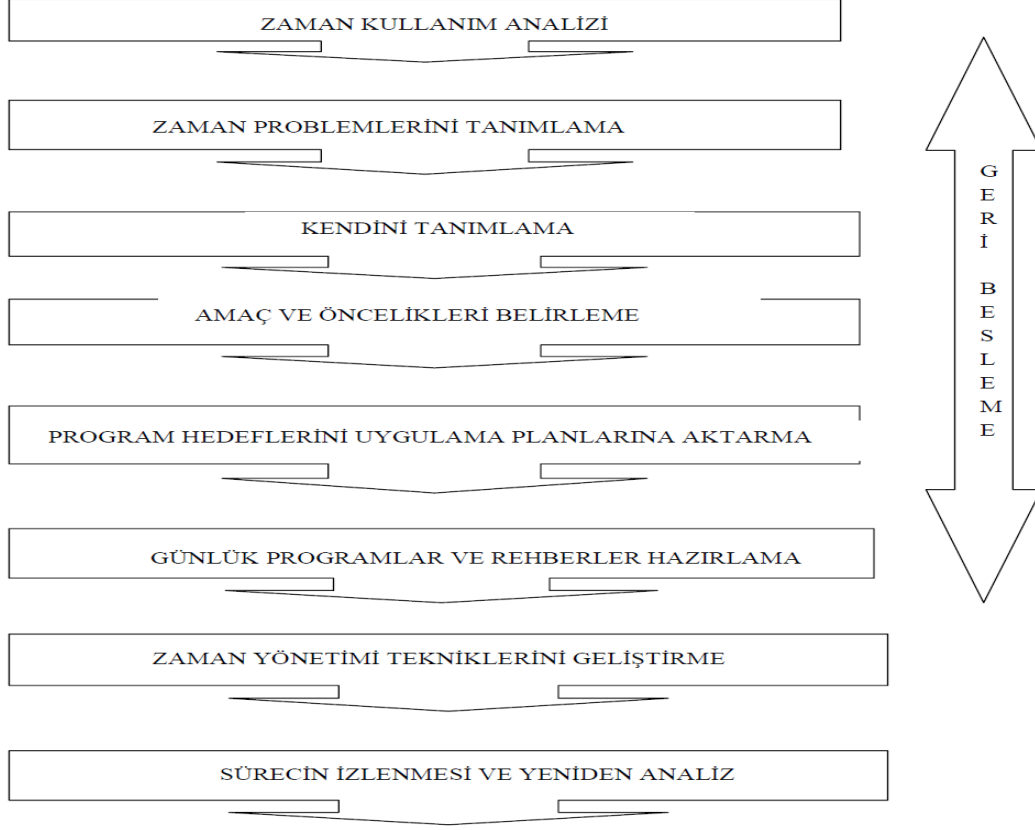 ZAMAN KULLANIM ANALİZİ
ZAMAN PROBLEMLERİNİ TANIMLAMA
KENDİNİ TANIMLAMA
AMAÇ VE ÖNCELİKLERİ BELİRLEME
PROGRAM HEDEFLERİNİ UYGULAMA PLANLARINA AKTARMA
GÜNLÜK PROGRAMLAR VE REHBERLER HAZIRLAMA
ZAMAN YÖNETİMİ TEKNİKLERİNİ GELİŞTİRME
SÜRECİN İZLENMESİ VE YENİDEN ANALİZ
GERİ BESLEME